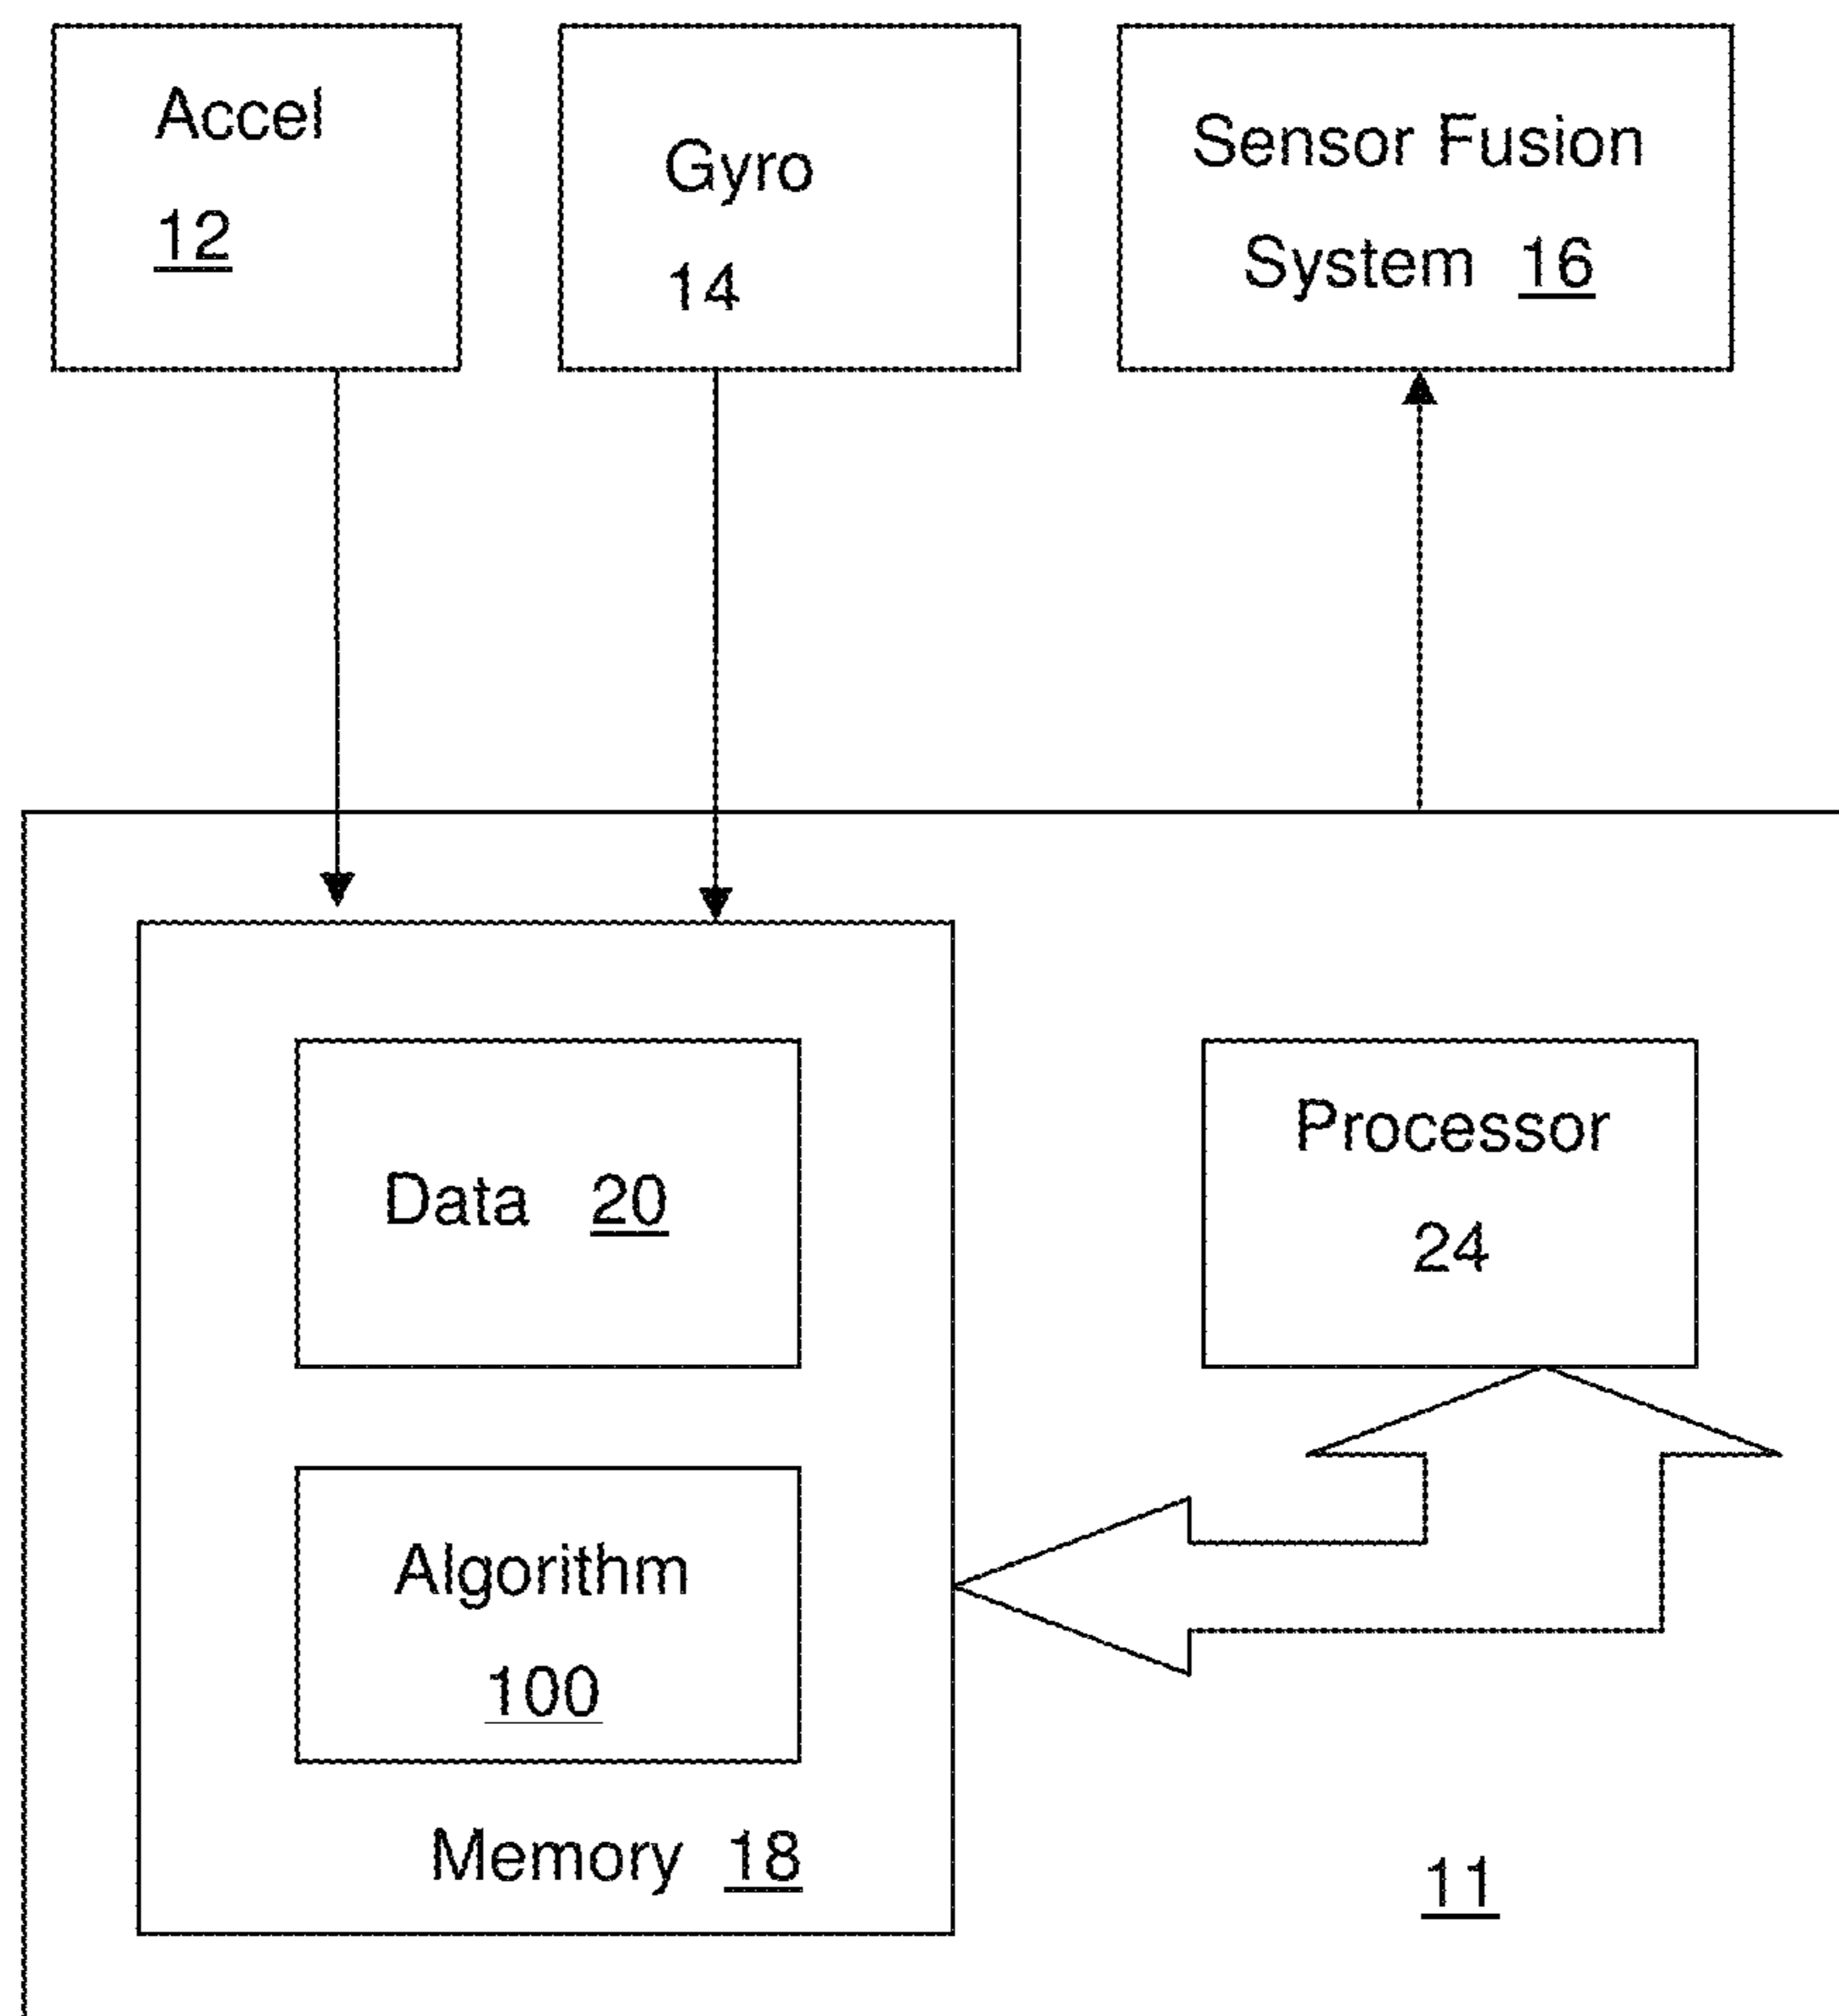 Accel
12
Gyro
14
Sensor Fusion
System 16
Data 20
Processor
24
Algorithm
100
Memory 18
11